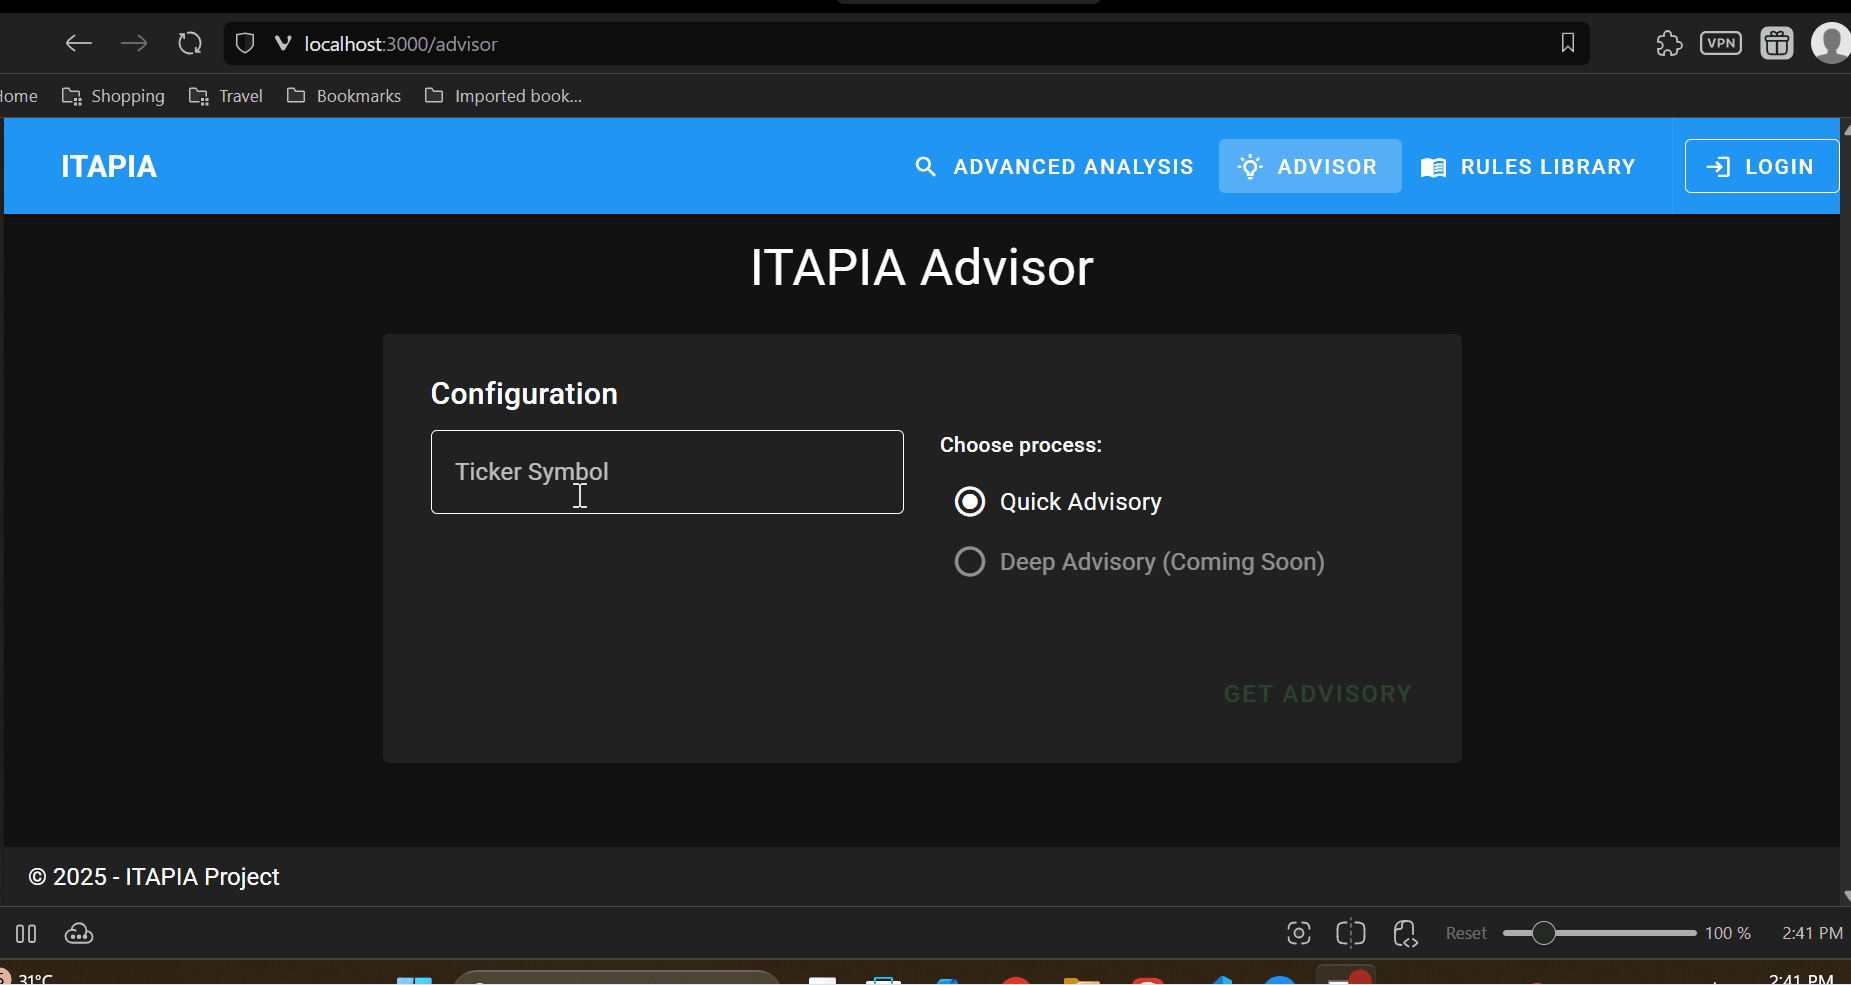 localhost:3000/advisor
VPN
ome
Shopping
Travel
Bookmarks
Imported book...
ITAPIA
ADVANCED ANALYSIS
ADVISOR
RULES LIBRARY
LOGIN
ITAPIA Advisor
Configuration
Ticker Symbol
Choose process:
Quick Advisory
Deep Advisory (Coming Soon)
GET ADVISORY
© 2025 - ITAPIA Project
Reset
100 %
2:41 PM
31°C
2:41 PM